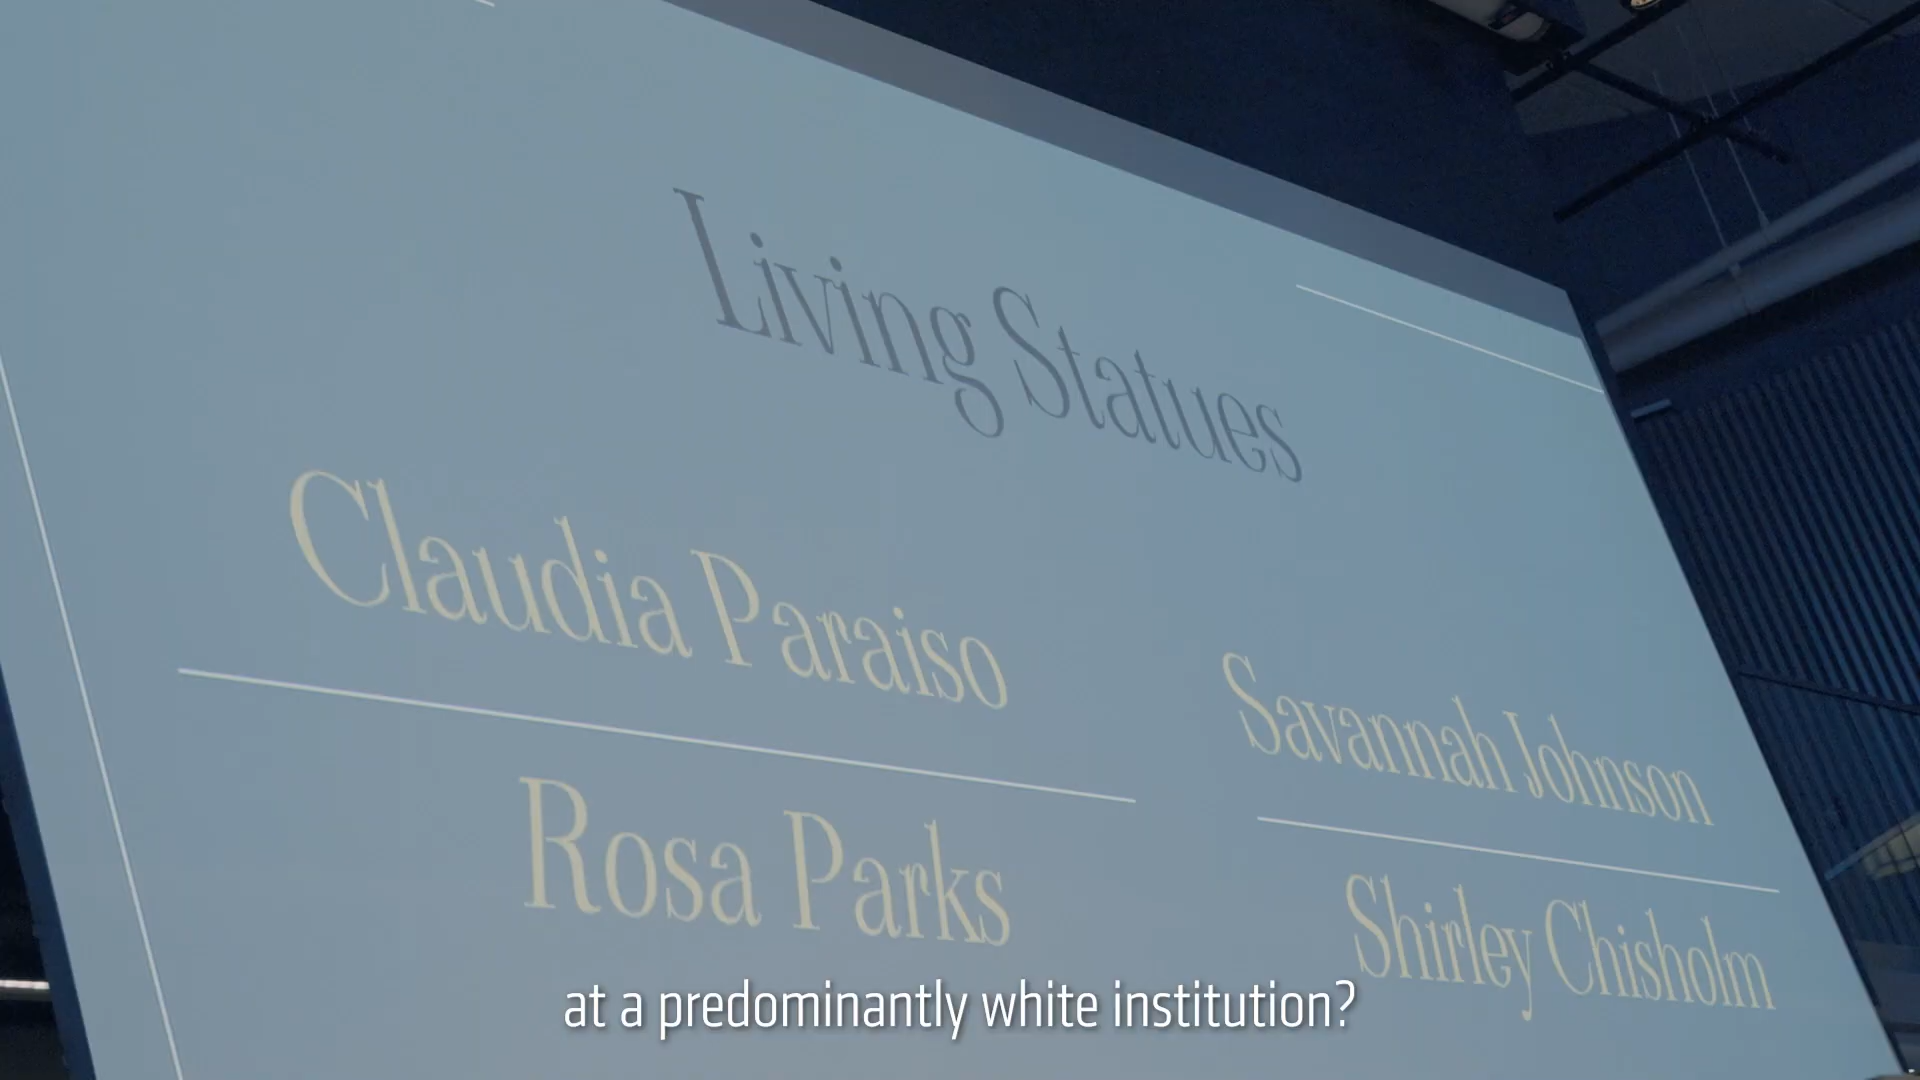 Living Statues
Claudia Paraiso
Rosa Parks
Savannah Johnson
Shirley Chisholm
at a predominantly white institution?